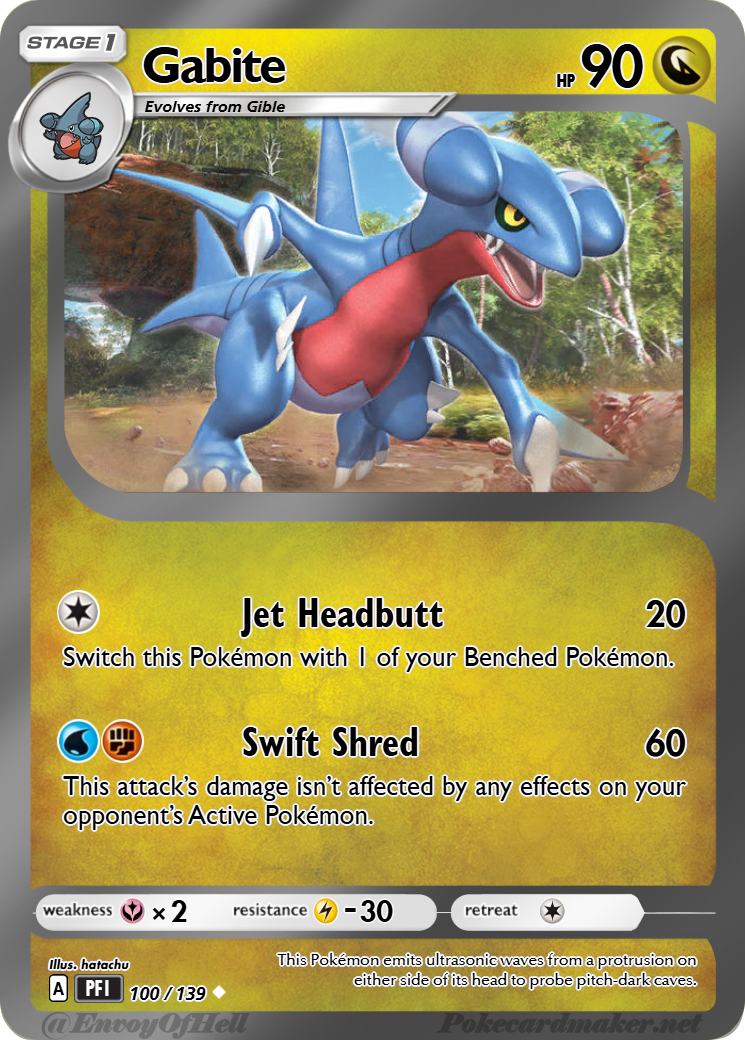 STAGE 1
Gabite
HP 90
Evolves from Gible
Jet Headbutt 20
Switch this Pokémon with 1 of your Benched Pokémon.
Swift Shred 60
This attack's damage isn't affected by any effects on your
opponent's Active Pokémon.
weakness × 2 resistance -30 retreat
Illus. hatachu
This Pokémon emits ultrasonic waves from a protrusion on
either side of its head to probe pitch-dark caves.
A PFI 100 / 139
@EnvoyOfHell Pokecardmaker.net